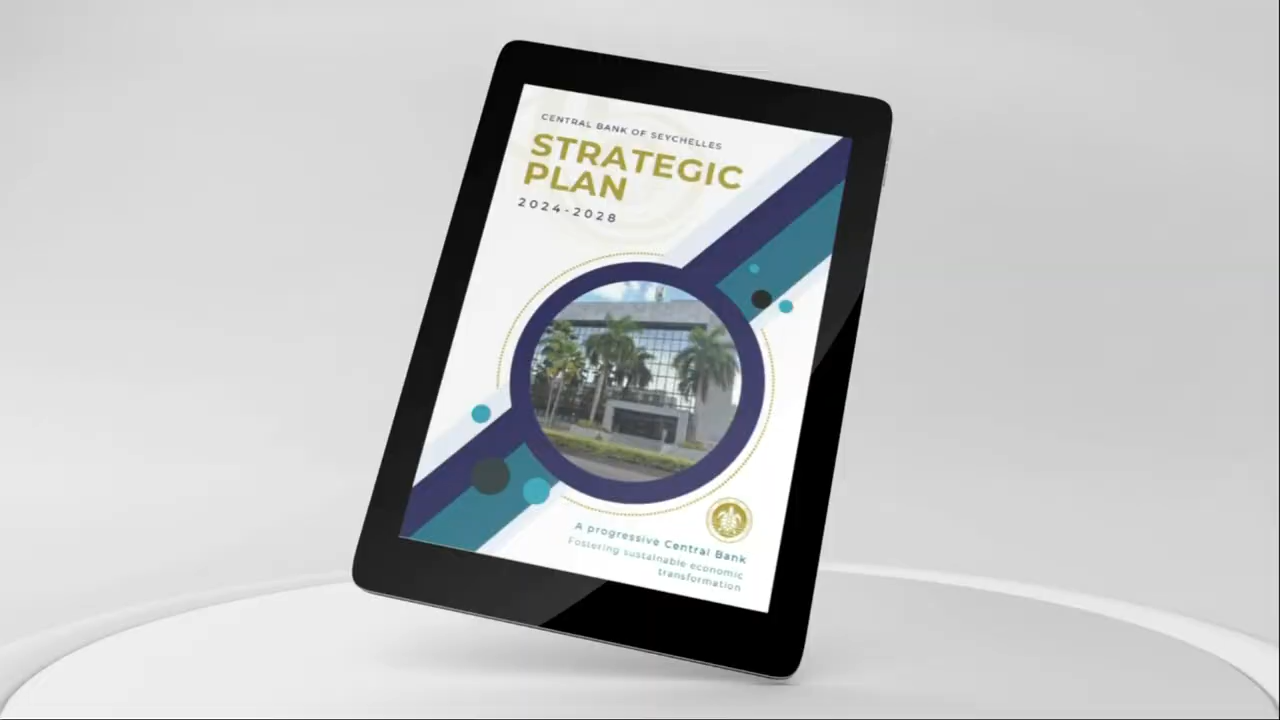 CENTRAL BANK OF SEYCHELLES
STRATEGIC
PLAN
2024-2028
A progressive Central Bank
Fostering sustainable economic
transformation